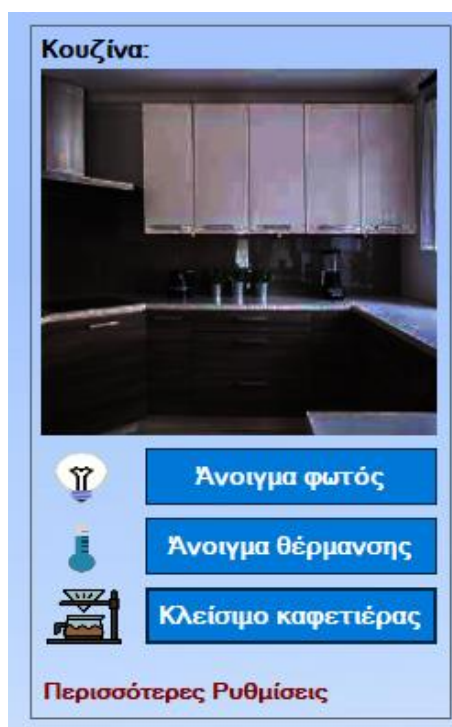 Κουζίνα:
Άνοιγμα φωτός
Άνοιγμα θέρμανσης
Κλείσιμο καφετιέρας
Περισσότερες Ρυθμίσεις